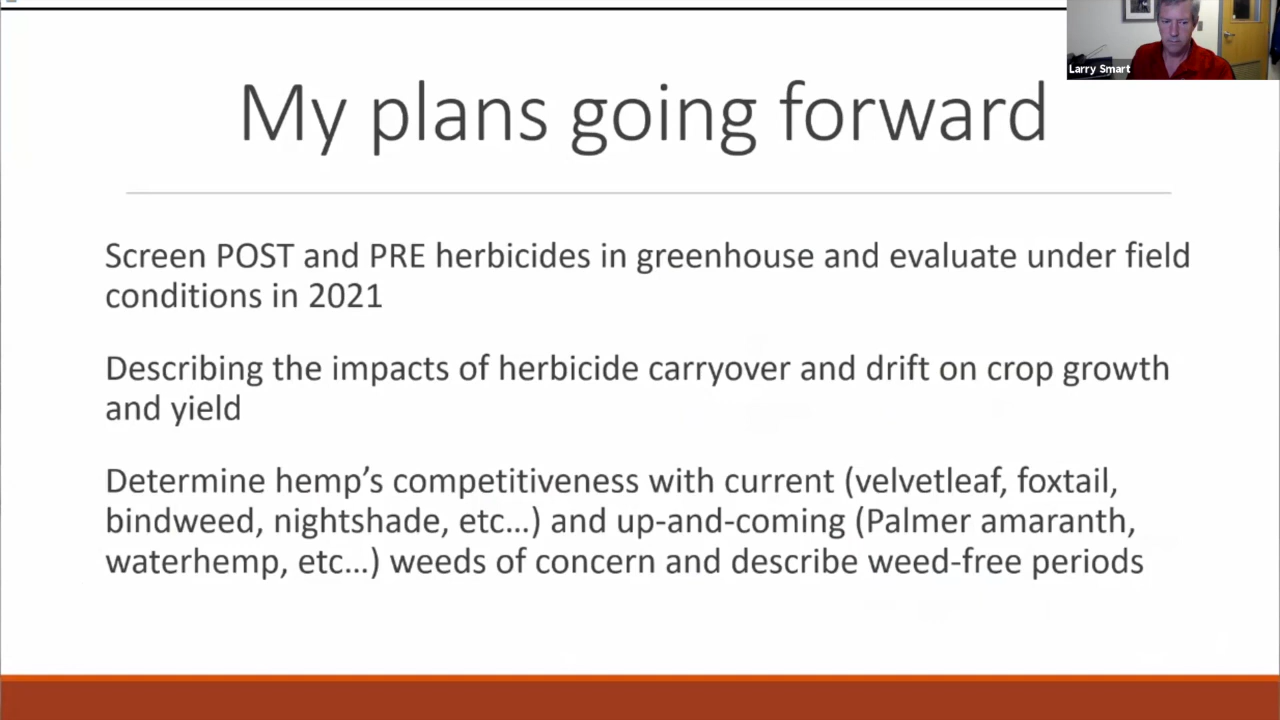 Larry Smart
My plans going forward
Screen POST and PRE herbicides in greenhouse and evaluate under field
conditions in 2021
Describing the impacts of herbicide carryover and drift on crop growth
and yield
Determine hemp’s competitiveness with current (velvetleaf, foxtail,
bindweed, nightshade, etc…) and up-and-coming (Palmer amaranth,
waterhemp, etc…) weeds of concern and describe weed-free periods